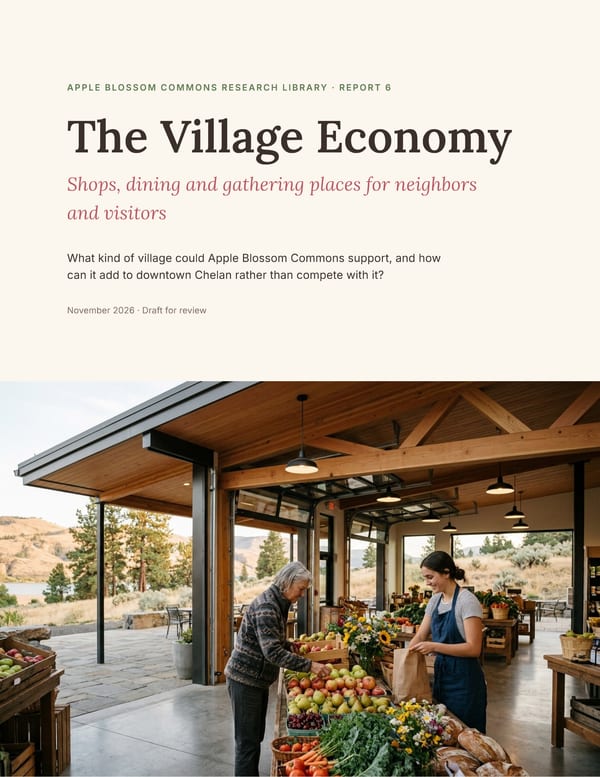 APPLE BLOSSOM COMMONS RESEARCH LIBRARY · REPORT 6
The Village Economy
Shops, dining and gathering places for neighbors
and visitors
What kind of village could Apple Blossom Commons support, and how
can it add to downtown Chelan rather than compete with it?
November 2026 · Draft for review